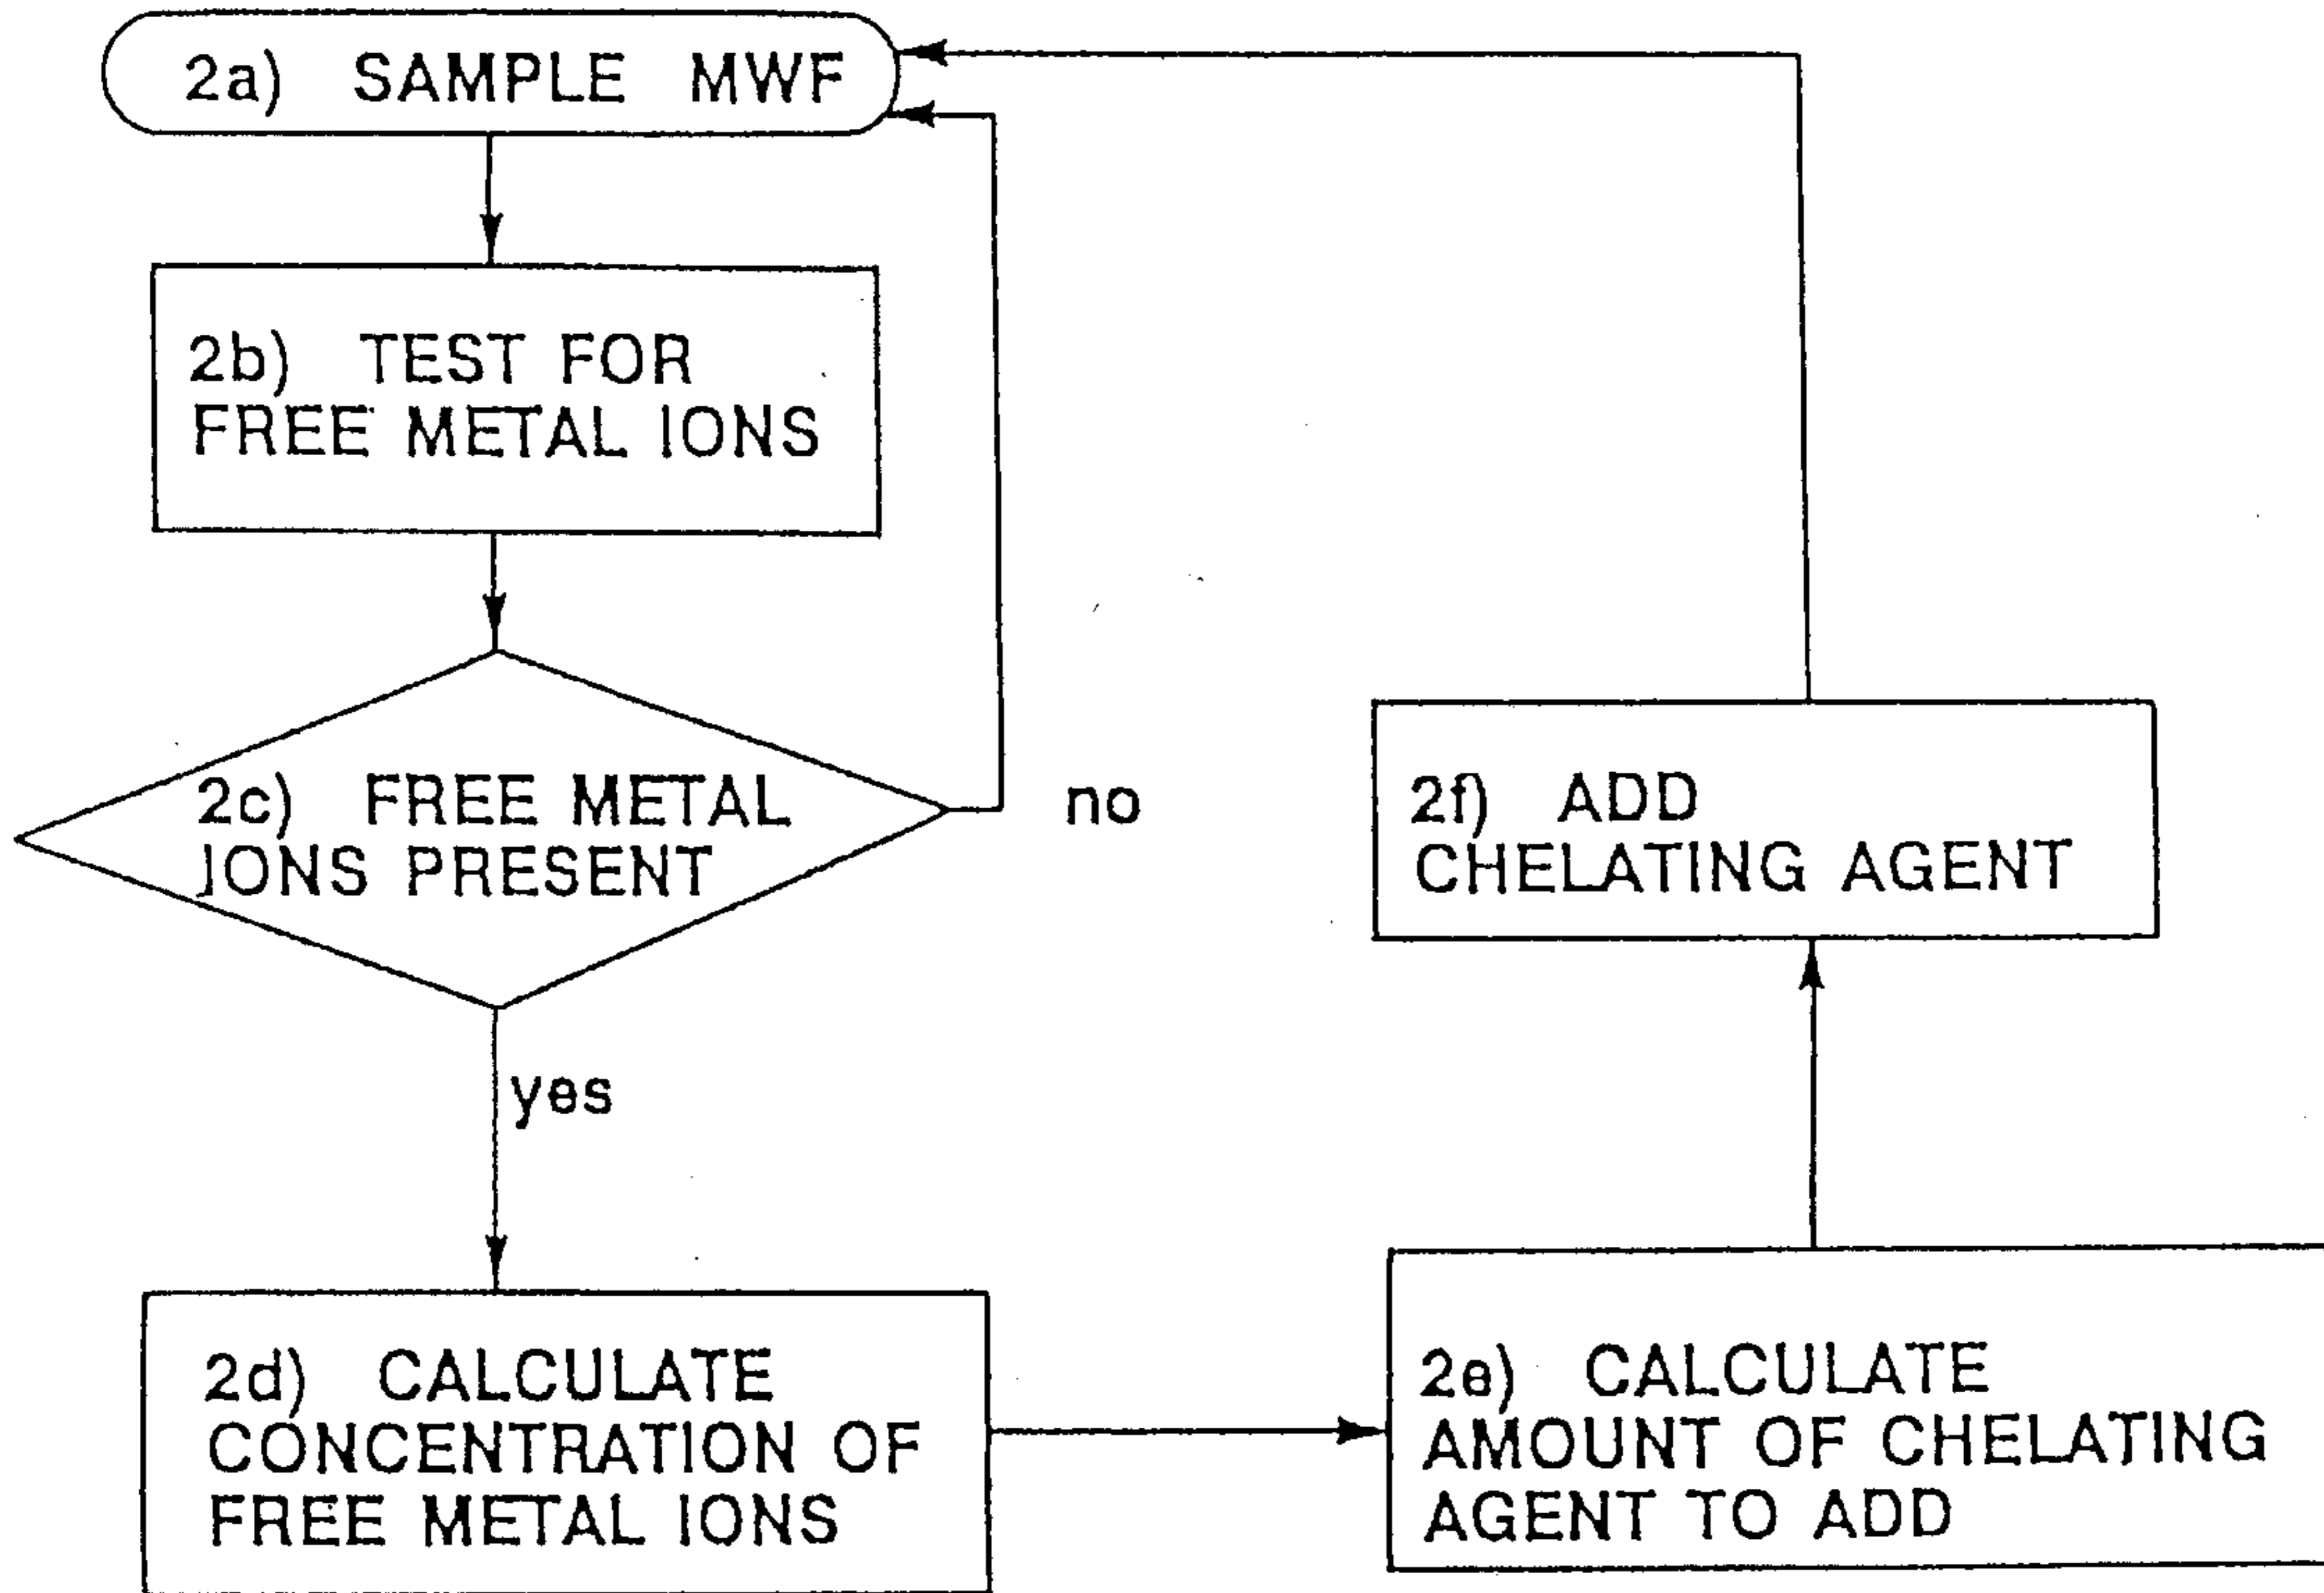 2a) SAMPLE MWF
2b) TEST FOR
FREE METAL IONS
2c) FREE METAL
IONS PRESENT
no
yes
2d) CALCULATE
CONCENTRATION OF
FREE METAL IONS
2e) CALCULATE
AMOUNT OF CHELATING
AGENT TO ADD
2f) ADD
CHELATING AGENT